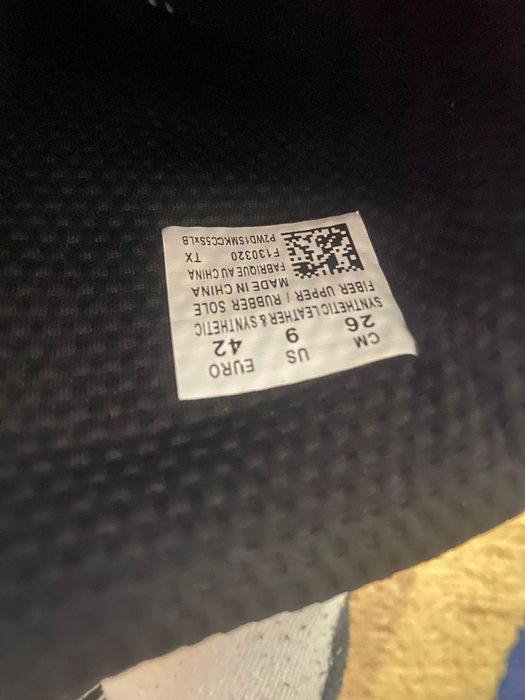 CM US EURO
26 9 42
SYNTHETIC LEATHER & SYNTHETIC
FIBER UPPER / RUBBER SOLE
MADE IN CHINA
FABRIQUE AU CHINA
F130320 TX
P2WD1SMKCC5SxLB